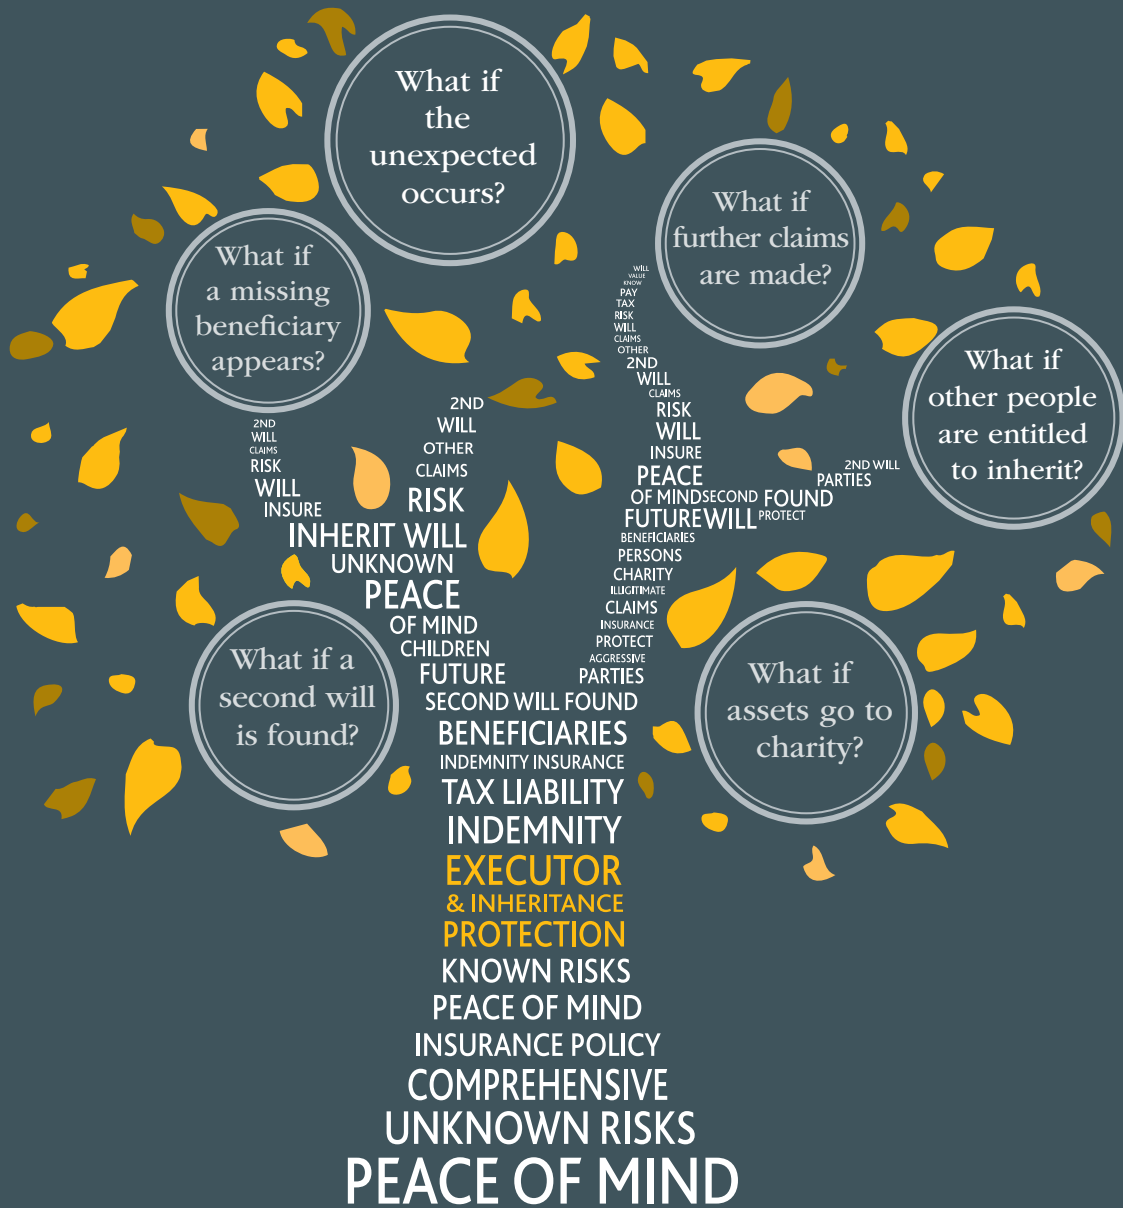 What if
the
unexpected
occurs?
What if
further claims
are made?
What if
a missing
beneficiary
appears?
What if
other people
are entitled
to inherit?
What if a
second will
is found?
What if
assets go to
charity?
2ND
WILL
CLAIMS
RISK
WILL
INSURE
2ND
WILL
OTHER
CLAIMS
RISK
INHERIT WILL
UNKNOWN
PEACE
OF MIND
CHILDREN
FUTURE
WILL
VALUE
KNOW
PAY
TAX
RISK
WILL
CLAIMS
OTHER
2ND
WILL
CLAIMS
RISK
WILL
INSURE
PEACE
2ND WILL
PARTIES
OF MIND SECOND FOUND
FUTURE WILL PROTECT
BENEFICIARIES
PERSONS
CHARITY
ILLIGITIMATE
CLAIMS
INSURANCE
PROTECT
AGGRESSIVE
PARTIES
SECOND WILL FOUND
BENEFICIARIES
INDEMNITY INSURANCE
TAX LIABILITY
INDEMNITY
EXECUTOR
& INHERITANCE
PROTECTION
KNOWN RISKS
PEACE OF MIND
INSURANCE POLICY
COMPREHENSIVE
UNKNOWN RISKS
PEACE OF MIND